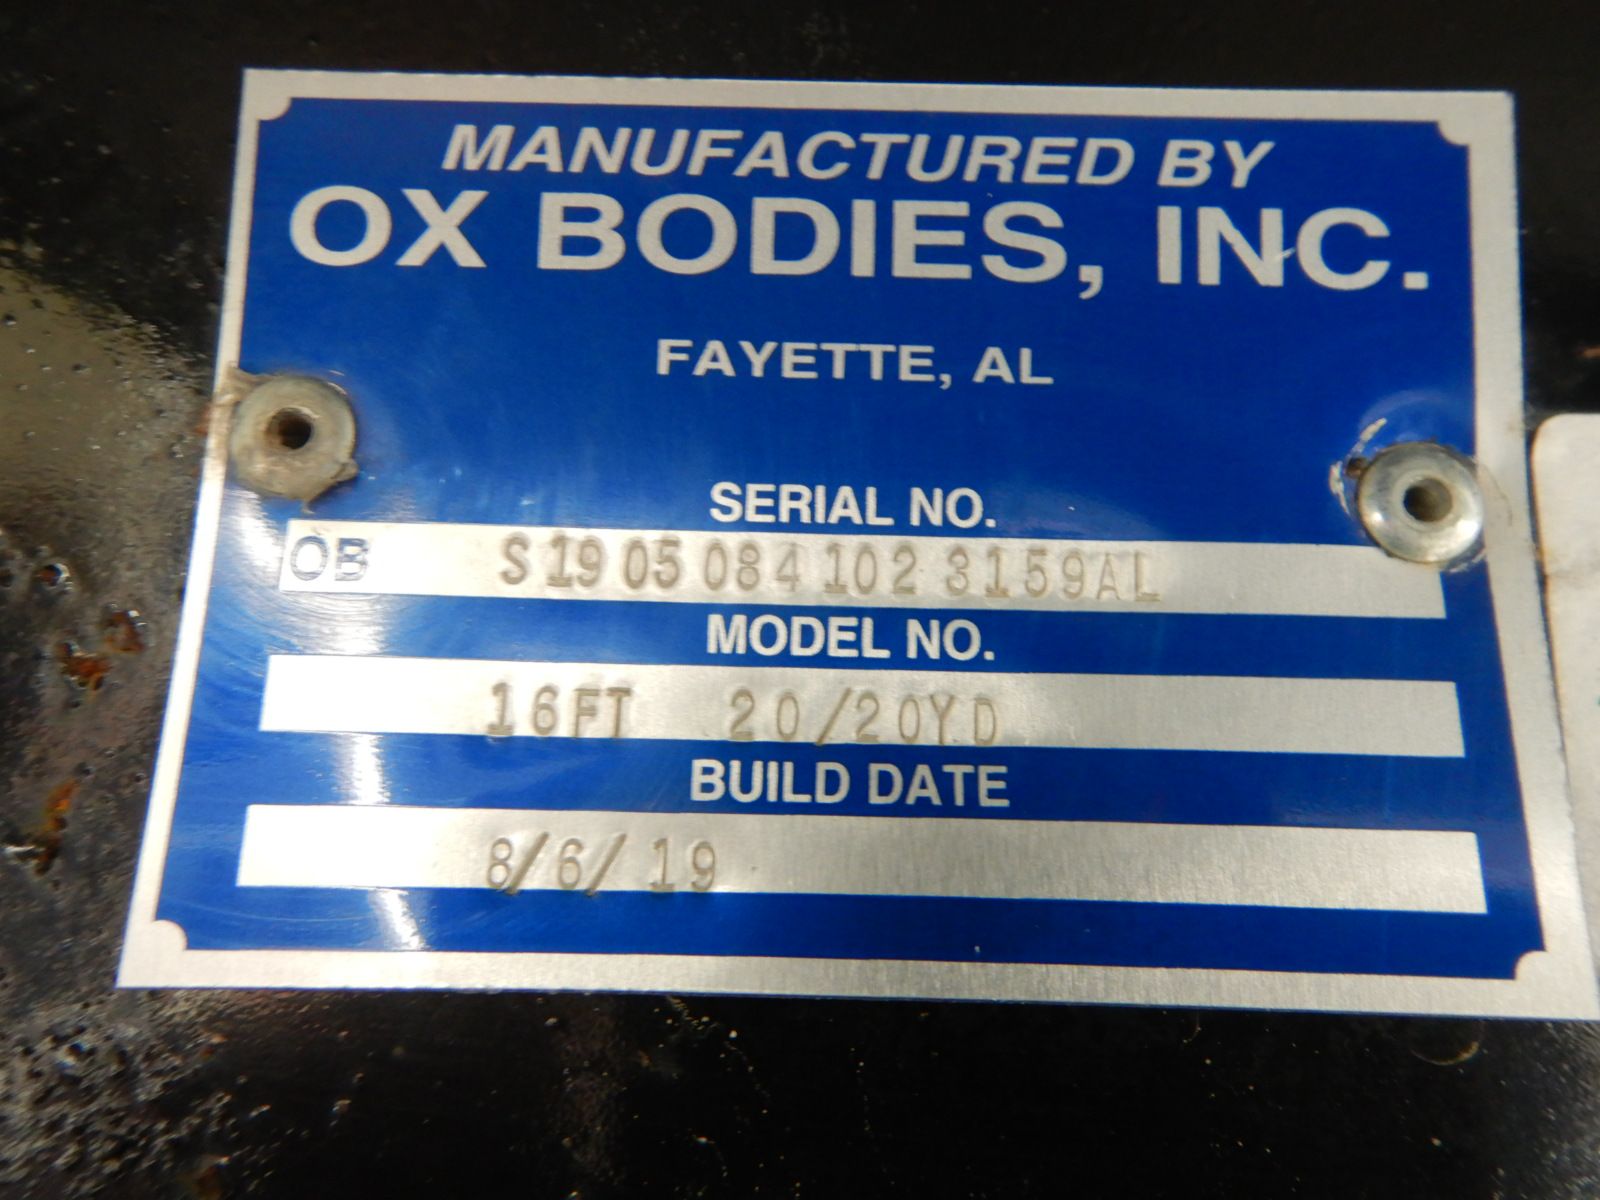 MANUFACTURED BY
OX BODIES, INC.
FAYETTE, AL
SERIAL NO.
OB S 19 05 084 102 3159AL
MODEL NO.
16FT 20/20YD
BUILD DATE
8/6/19